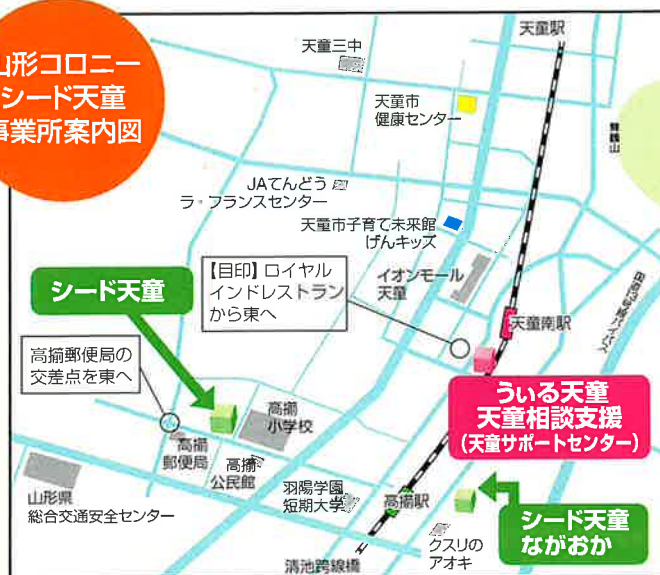 山形コロニー
シード天童
事業所案内図
天童駅
天童三中
天童市
健康センター
舞鶴山
JAてんどう
ラ・フランスセンター
天童市子育て未来館
げんキッズ
【目印】ロイヤル
インドレストラン
から東へ
イオンモール
天童
シード天童
天童南駅
高擶郵便局の
交差点を東へ
うぃる天童
天童相談支援
(天童サポートセンター)
高擶
小学校
高擶
郵便局
高擶
公民館
山形県
総合交通安全センター
羽陽学園
短期大学
高擶駅
シード天童
ながおか
クスリの
アオキ
清池跨線橋